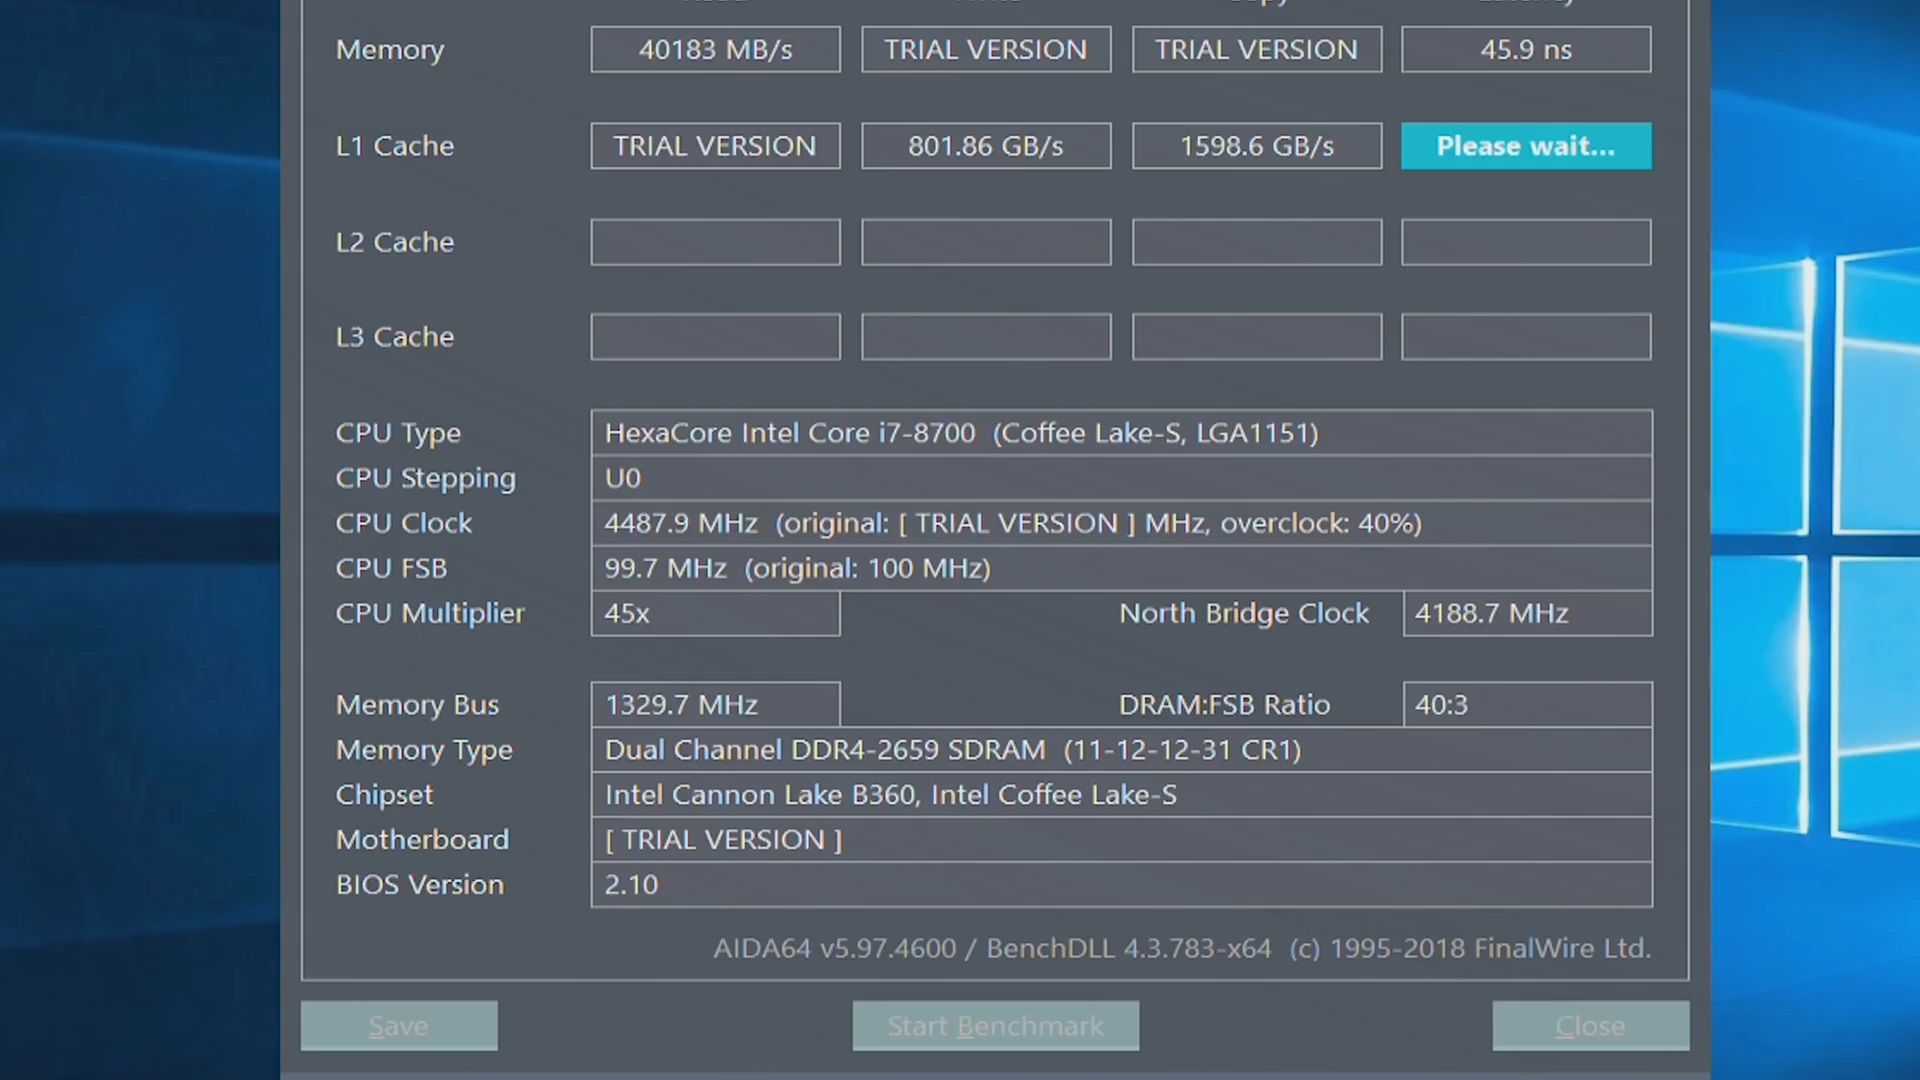 Memory 40183 MB/s TRIAL VERSION TRIAL VERSION 45.9 ns
L1 Cache TRIAL VERSION 801.86 GB/s 1598.6 GB/s Please wait...
L2 Cache
L3 Cache
CPU Type HexaCore Intel Core i7-8700 (Coffee Lake-S, LGA1151)
CPU Stepping U0
CPU Clock 4487.9 MHz (original: [ TRIAL VERSION ] MHz, overclock: 40%)
CPU FSB 99.7 MHz (original: 100 MHz)
CPU Multiplier 45x North Bridge Clock 4188.7 MHz
Memory Bus 1329.7 MHz DRAM:FSB Ratio 40:3
Memory Type Dual Channel DDR4-2659 SDRAM (11-12-12-31 CR1)
Chipset Intel Cannon Lake B360, Intel Coffee Lake-S
Motherboard [ TRIAL VERSION ]
BIOS Version 2.10
AIDA64 v5.97.4600 / BenchDLL 4.3.783-x64 (c) 1995-2018 FinalWire Ltd.
Save Start Benchmark Close